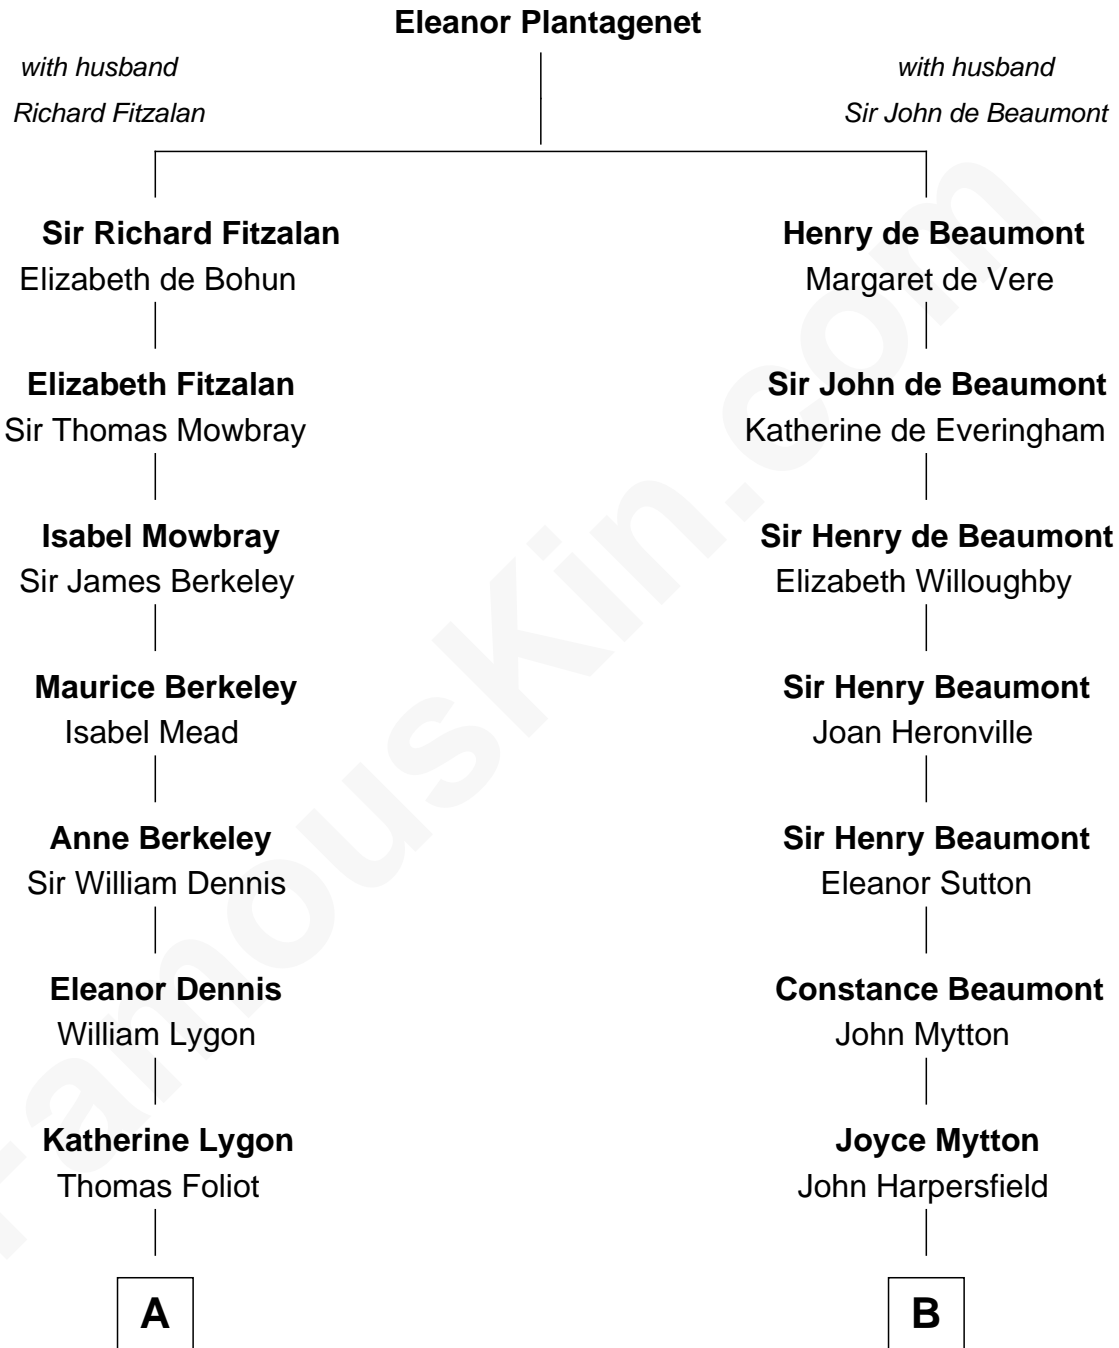 Eleanor Plantagenet
with husband
Richard Fitzalan
with husband
Sir John de Beaumont
Sir Richard Fitzalan
Elizabeth de Bohun
Henry de Beaumont
Margaret de Vere
Elizabeth Fitzalan
Sir Thomas Mowbray
Sir John de Beaumont
Katherine de Everingham
Isabel Mowbray
Sir James Berkeley
Sir Henry de Beaumont
Elizabeth Willoughby
Maurice Berkeley
Isabel Mead
Sir Henry Beaumont
Joan Heronville
Anne Berkeley
Sir William Dennis
Sir Henry Beaumont
Eleanor Sutton
Eleanor Dennis
William Lygon
Constance Beaumont
John Mytton
Katherine Lygon
Thomas Foliot
Joyce Mytton
John Harpersfield
A
B
FamousKin.com